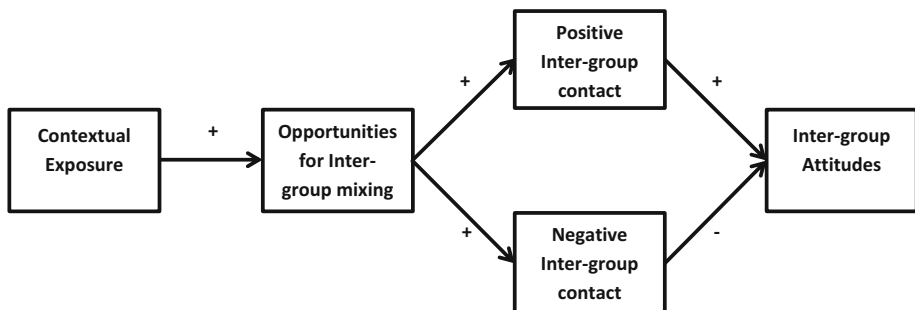 Contextual
Exposure
+
Opportunities
for Inter-
group mixing
+
+
Positive
Inter-group
contact
Negative
Inter-group
contact
+
-
Inter-group
Attitudes